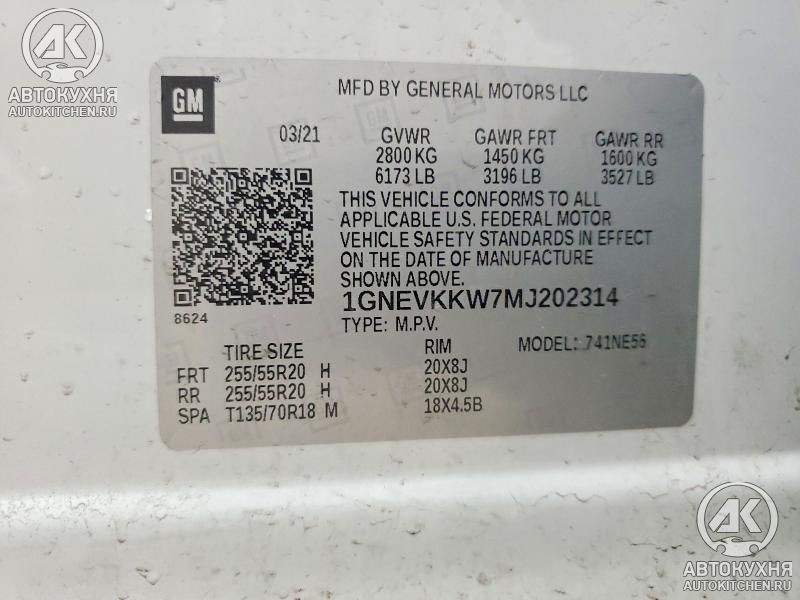 АК
АВТОКУХНЯ
AUTOKITCHEN.RU
GM
MFD BY GENERAL MOTORS LLC
03/21 GVWR GAWR FRT GAWR RR
2800 KG 1450 KG 1600 KG
6173 LB 3196 LB 3527 LB
THIS VEHICLE CONFORMS TO ALL
APPLICABLE U.S. FEDERAL MOTOR
VEHICLE SAFETY STANDARDS IN EFFECT
ON THE DATE OF MANUFACTURE
SHOWN ABOVE.
1GNEVKKW7MJ202314
8624
TYPE: M.P.V. MODEL: 741NE56
TIRE SIZE RIM
FRT 255/55R20 H 20X8J
RR 255/55R20 H 20X8J
SPA T135/70R18 M 18X4.5B
АК
АВТОКУХНЯ
AUTOKITCHEN.RU